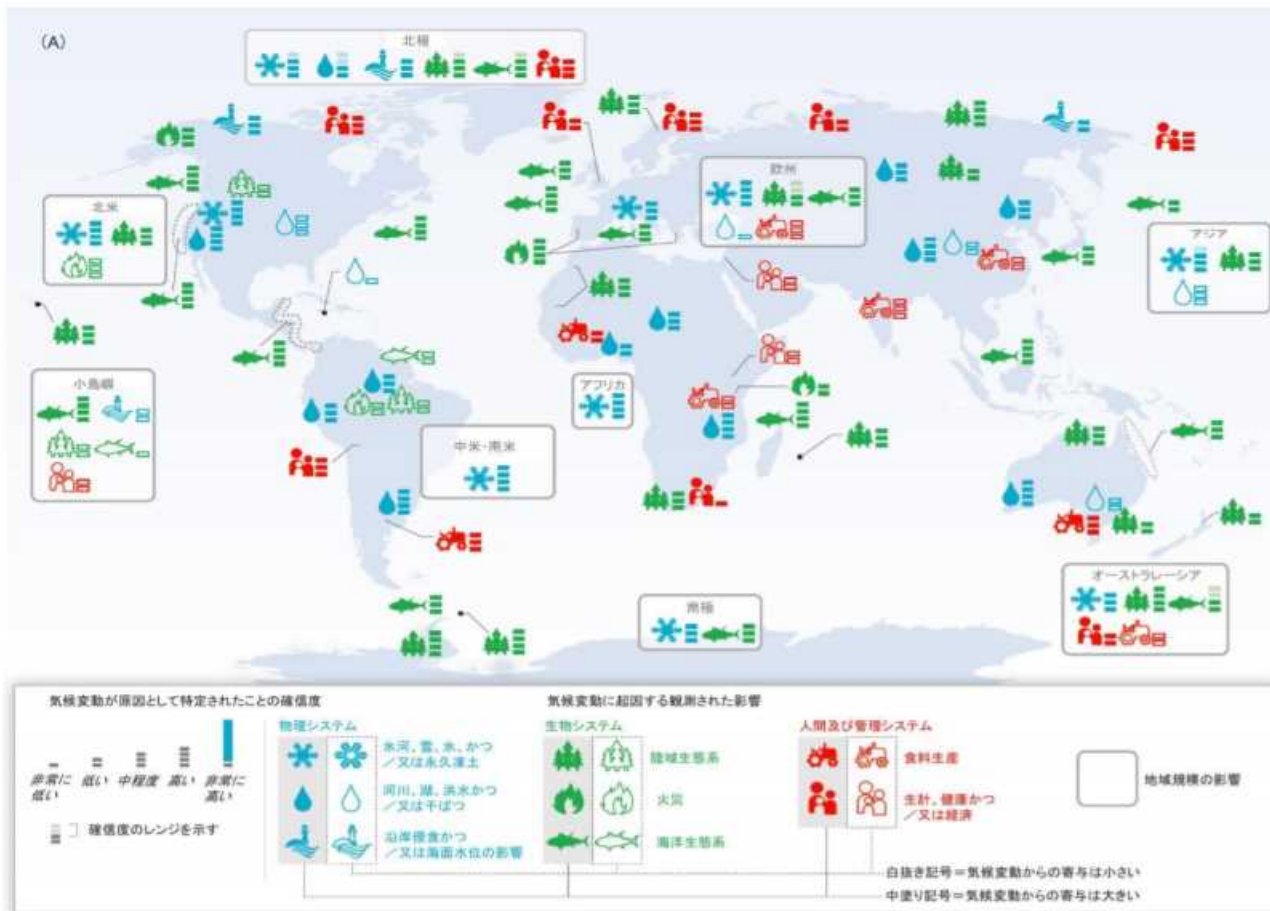 (A)
北極
北米
欧州
アジア
小島嶼
アフリカ
中米・南米
南極
オーストラレーシア
気候変動が原因として特定されたことの確信度
非常に
低い
低い
中程度
高い
非常に
高い
確信度のレンジを示す
気候変動に起因する観測された影響
物理システム
氷河、雪、氷、かつ
／又は永久凍土
河川、湖、洪水かつ
／又は干ばつ
沿岸侵食かつ
／又は海面水位の影響
生物システム
陸域生態系
火災
海洋生態系
人間及び管理システム
食料生産
生計、健康かつ
／又は経済
地域規模の影響
白抜き記号＝気候変動からの寄与は小さい
中塗り記号＝気候変動からの寄与は大きい